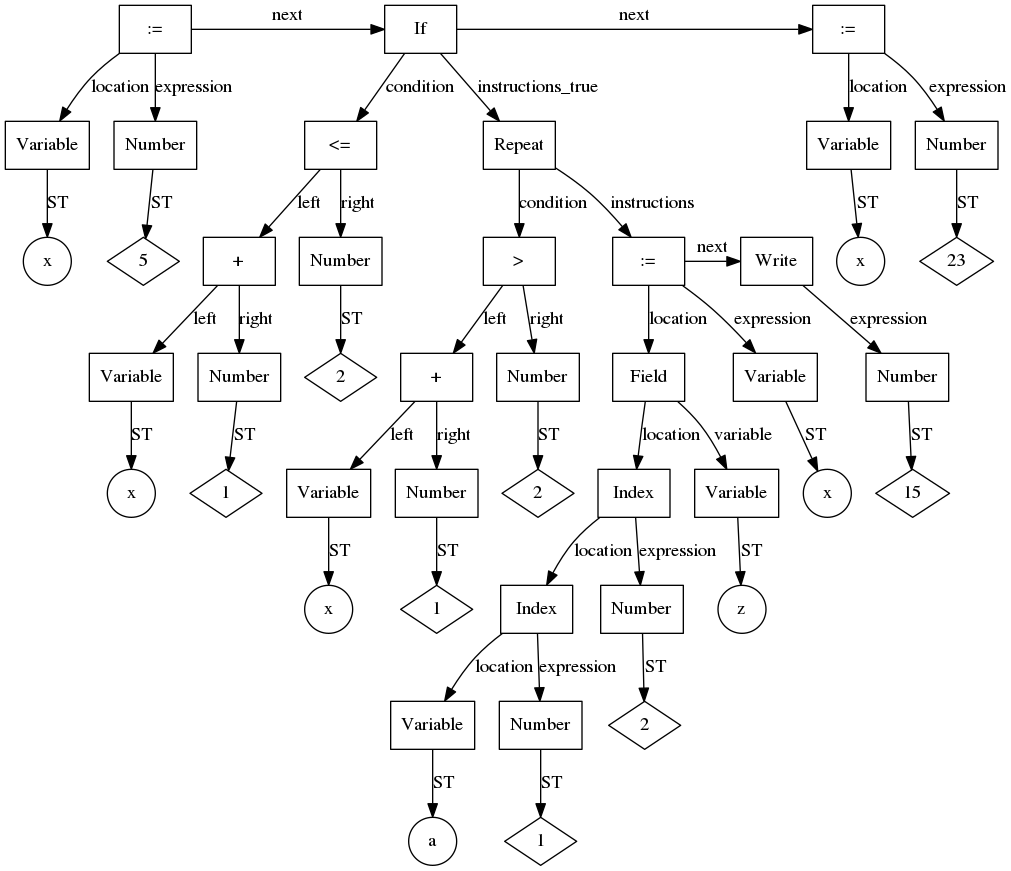 next next
:= If :=
location expression condition instructions_true location expression
Variable Number <= Repeat Variable Number
ST ST left right condition instructions ST ST
x 5 + Number > := next Write x 23
left right ST left right location expression expression
Variable Number 2 + Number Field Variable Number
ST ST left right ST location variable ST ST
x 1 Variable Number 2 Index Variable x 15
ST ST location expression ST
x 1 Index Number z
location expression ST
Variable Number 2
ST ST
a 1